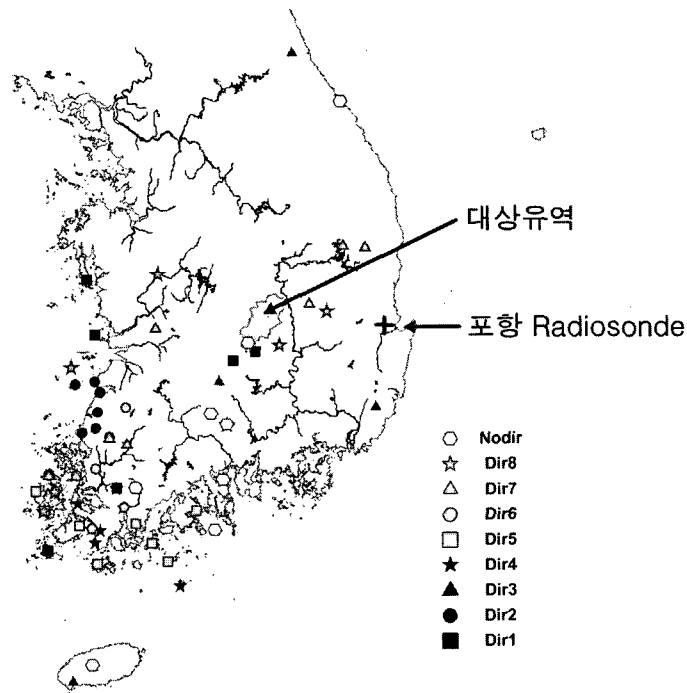 대상유역
포항 Radiosonde
Nodir
Dir8
Dir7
Dir6
Dir5
Dir4
Dir3
Dir2
Dir1